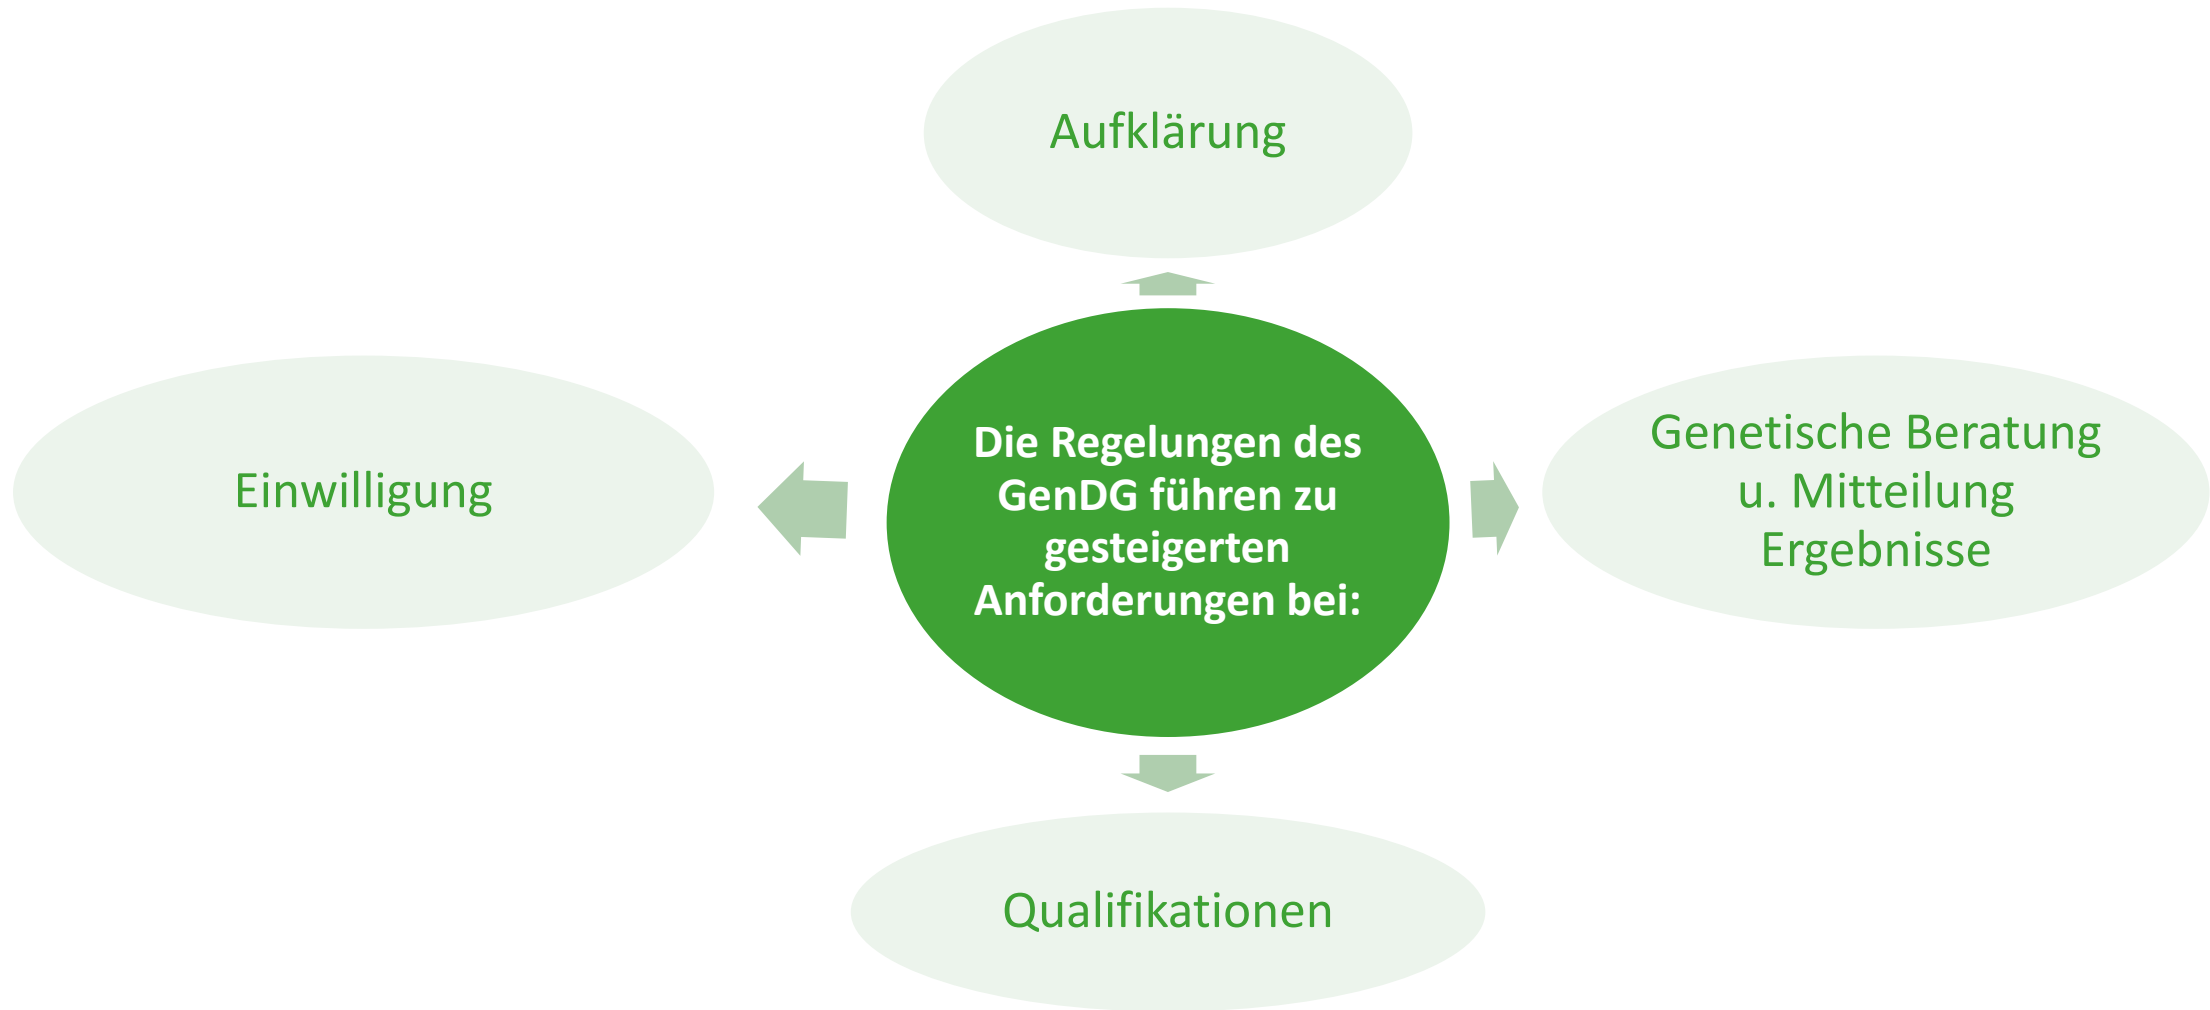 Aufklärung
Einwilligung
Die Regelungen des
GenDG führen zu
gesteigerten
Anforderungen bei:
Genetische Beratung
u. Mitteilung
Ergebnisse
Qualifikationen